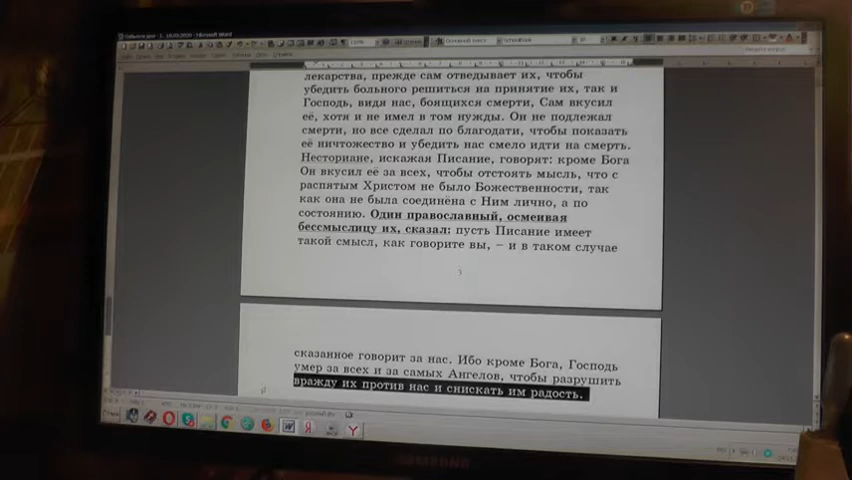 Microsoft Word
лекарства, прежде сам отведывает их, чтобы
убедить больного решиться на принятие их, так и
Господь, видя нас, боящихся смерти, Сам вкусил
её, хотя и не имел в том нужды. Он не подлежал
смерти, но все сделал по благодати, чтобы показать
её ничтожество и убедить нас смело идти на смерть.
Несториане, искажая Писание, говорят: кроме Бога
Он вкусил её за всех, чтобы отстоять мысль, что с
распятым Христом не было Божественности, так
как она не была соединёна с Ним лично, а по
состоянию. Один православный, осмеивая
бессмыслицу их, сказал: пусть Писание имеет
такой смысл, как говорите вы, – и в таком случае
сказанное говорит за нас. Ибо кроме Бога, Господь
умер за всех и за самых Ангелов, чтобы разрушить
вражду их против нас и снискать им радость.
SAMSUNG